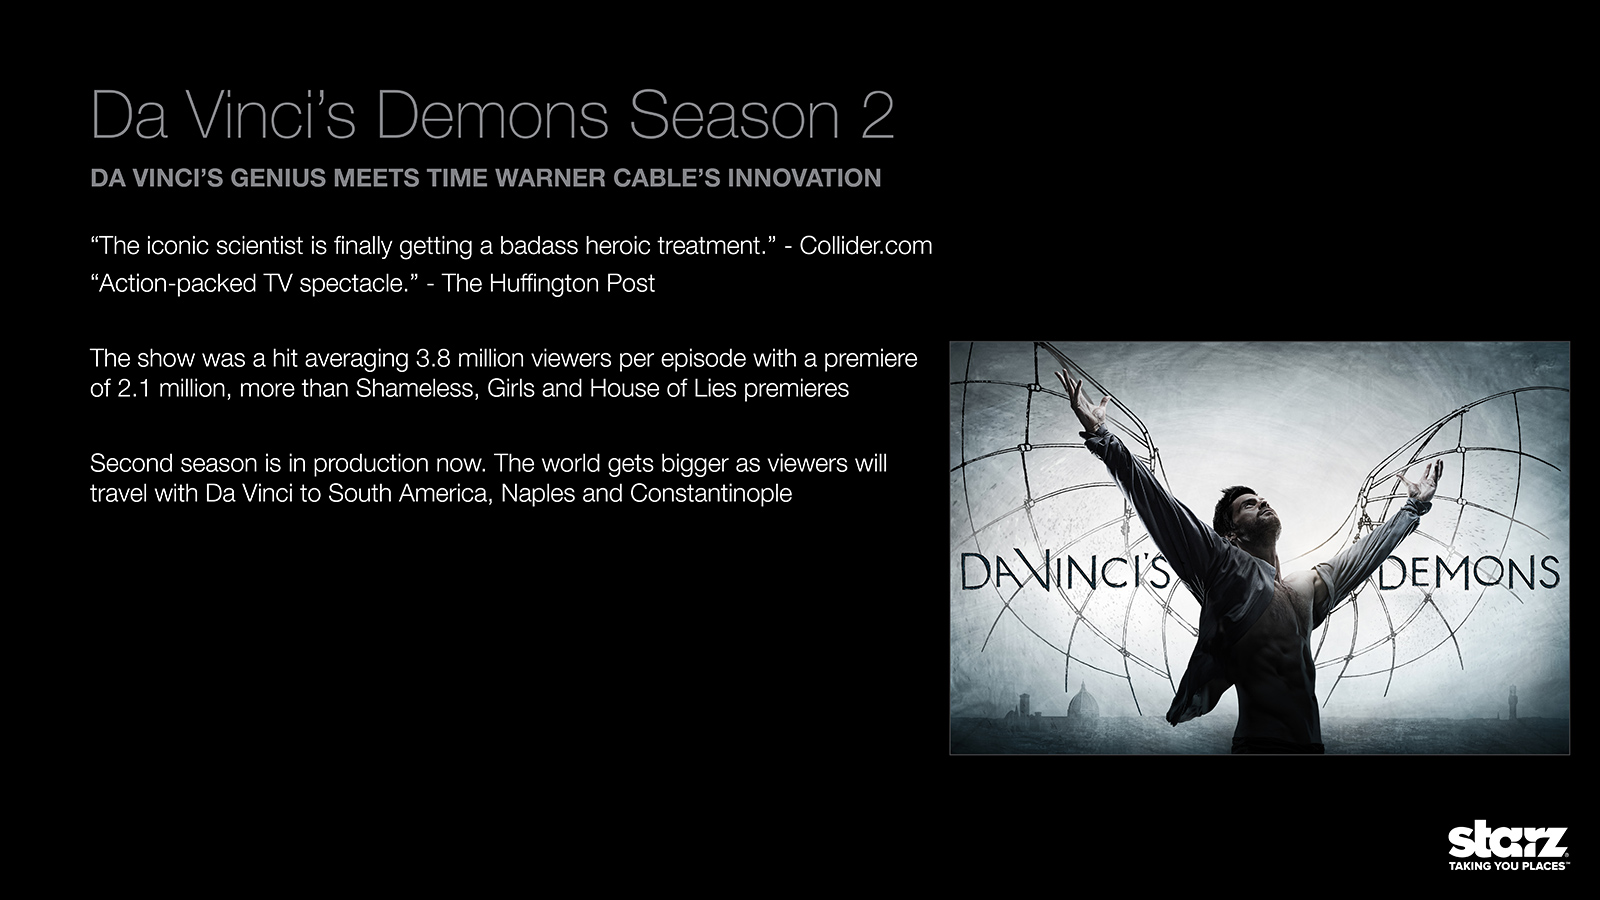 Da Vinci’s Demons Season 2
DA VINCI’S GENIUS MEETS TIME WARNER CABLE’S INNOVATION
“The iconic scientist is finally getting a badass heroic treatment.” - Collider.com
“Action-packed TV spectacle.” - The Huffington Post
The show was a hit averaging 3.8 million viewers per episode with a premiere
of 2.1 million, more than Shameless, Girls and House of Lies premieres
Second season is in production now. The world gets bigger as viewers will
travel with Da Vinci to South America, Naples and Constantinople
DAVINCI’S DEMONS
starz
TAKING YOU PLACES™